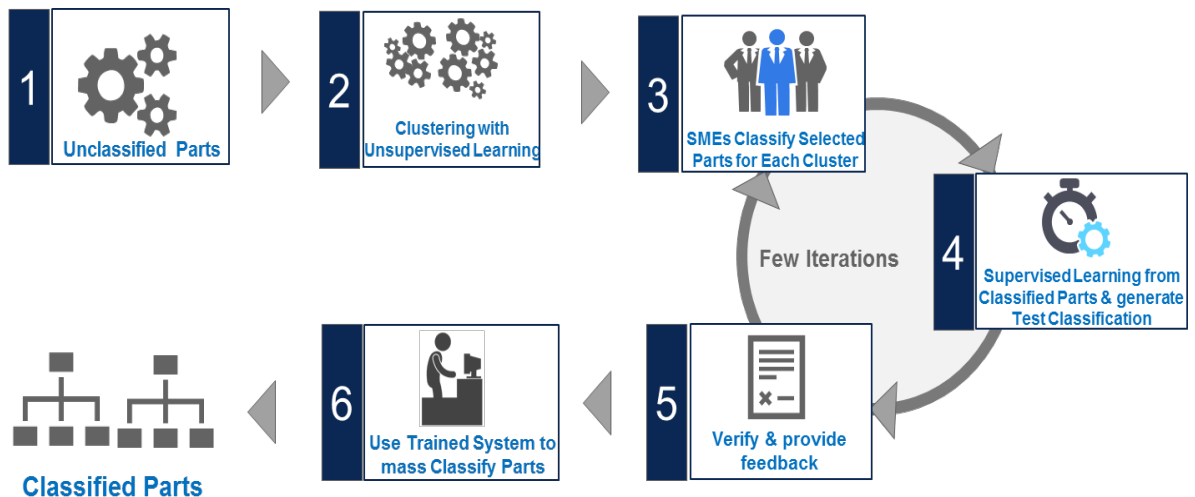 1
Unclassified Parts
2
Clustering with
Unsupervised Learning
3
SMEs Classify Selected
Parts for Each Cluster
Few Iterations
4
Supervised Learning from
Classified Parts & generate
Test Classification
5
Verify & provide
feedback
6
Use Trained System to
mass Classify Parts
Classified Parts